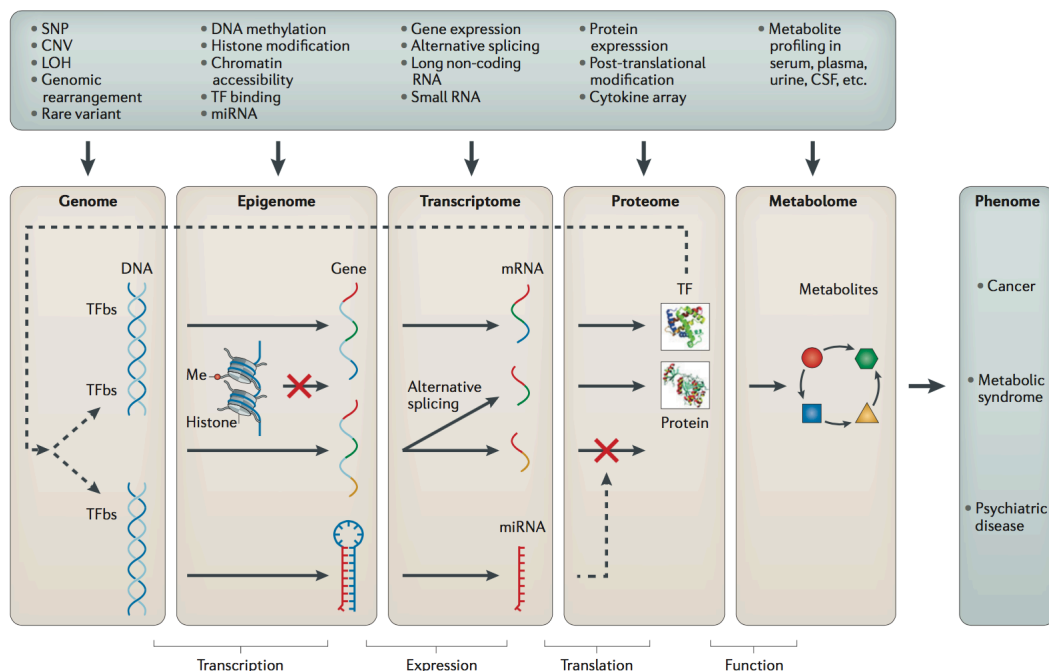 • SNP
• CNV
• LOH
• Genomic
rearrangement
• Rare variant
• DNA methylation
• Histone modification
• Chromatin
accessibility
• TF binding
• miRNA
• Gene expression
• Alternative splicing
• Long non-coding
RNA
• Small RNA
• Protein
expresssion
• Post-translational
modification
• Cytokine array
• Metabolite
profiling in
serum, plasma,
urine, CSF, etc.
Genome
Epigenome
Transcriptome
Proteome
Metabolome
Phenome
DNA
TFbs
TFbs
TFbs
Gene
Me
Histone
mRNA
Alternative
splicing
miRNA
TF
Protein
Metabolites
• Cancer
• Metabolic
syndrome
• Psychiatric
disease
Transcription
Expression
Translation
Function